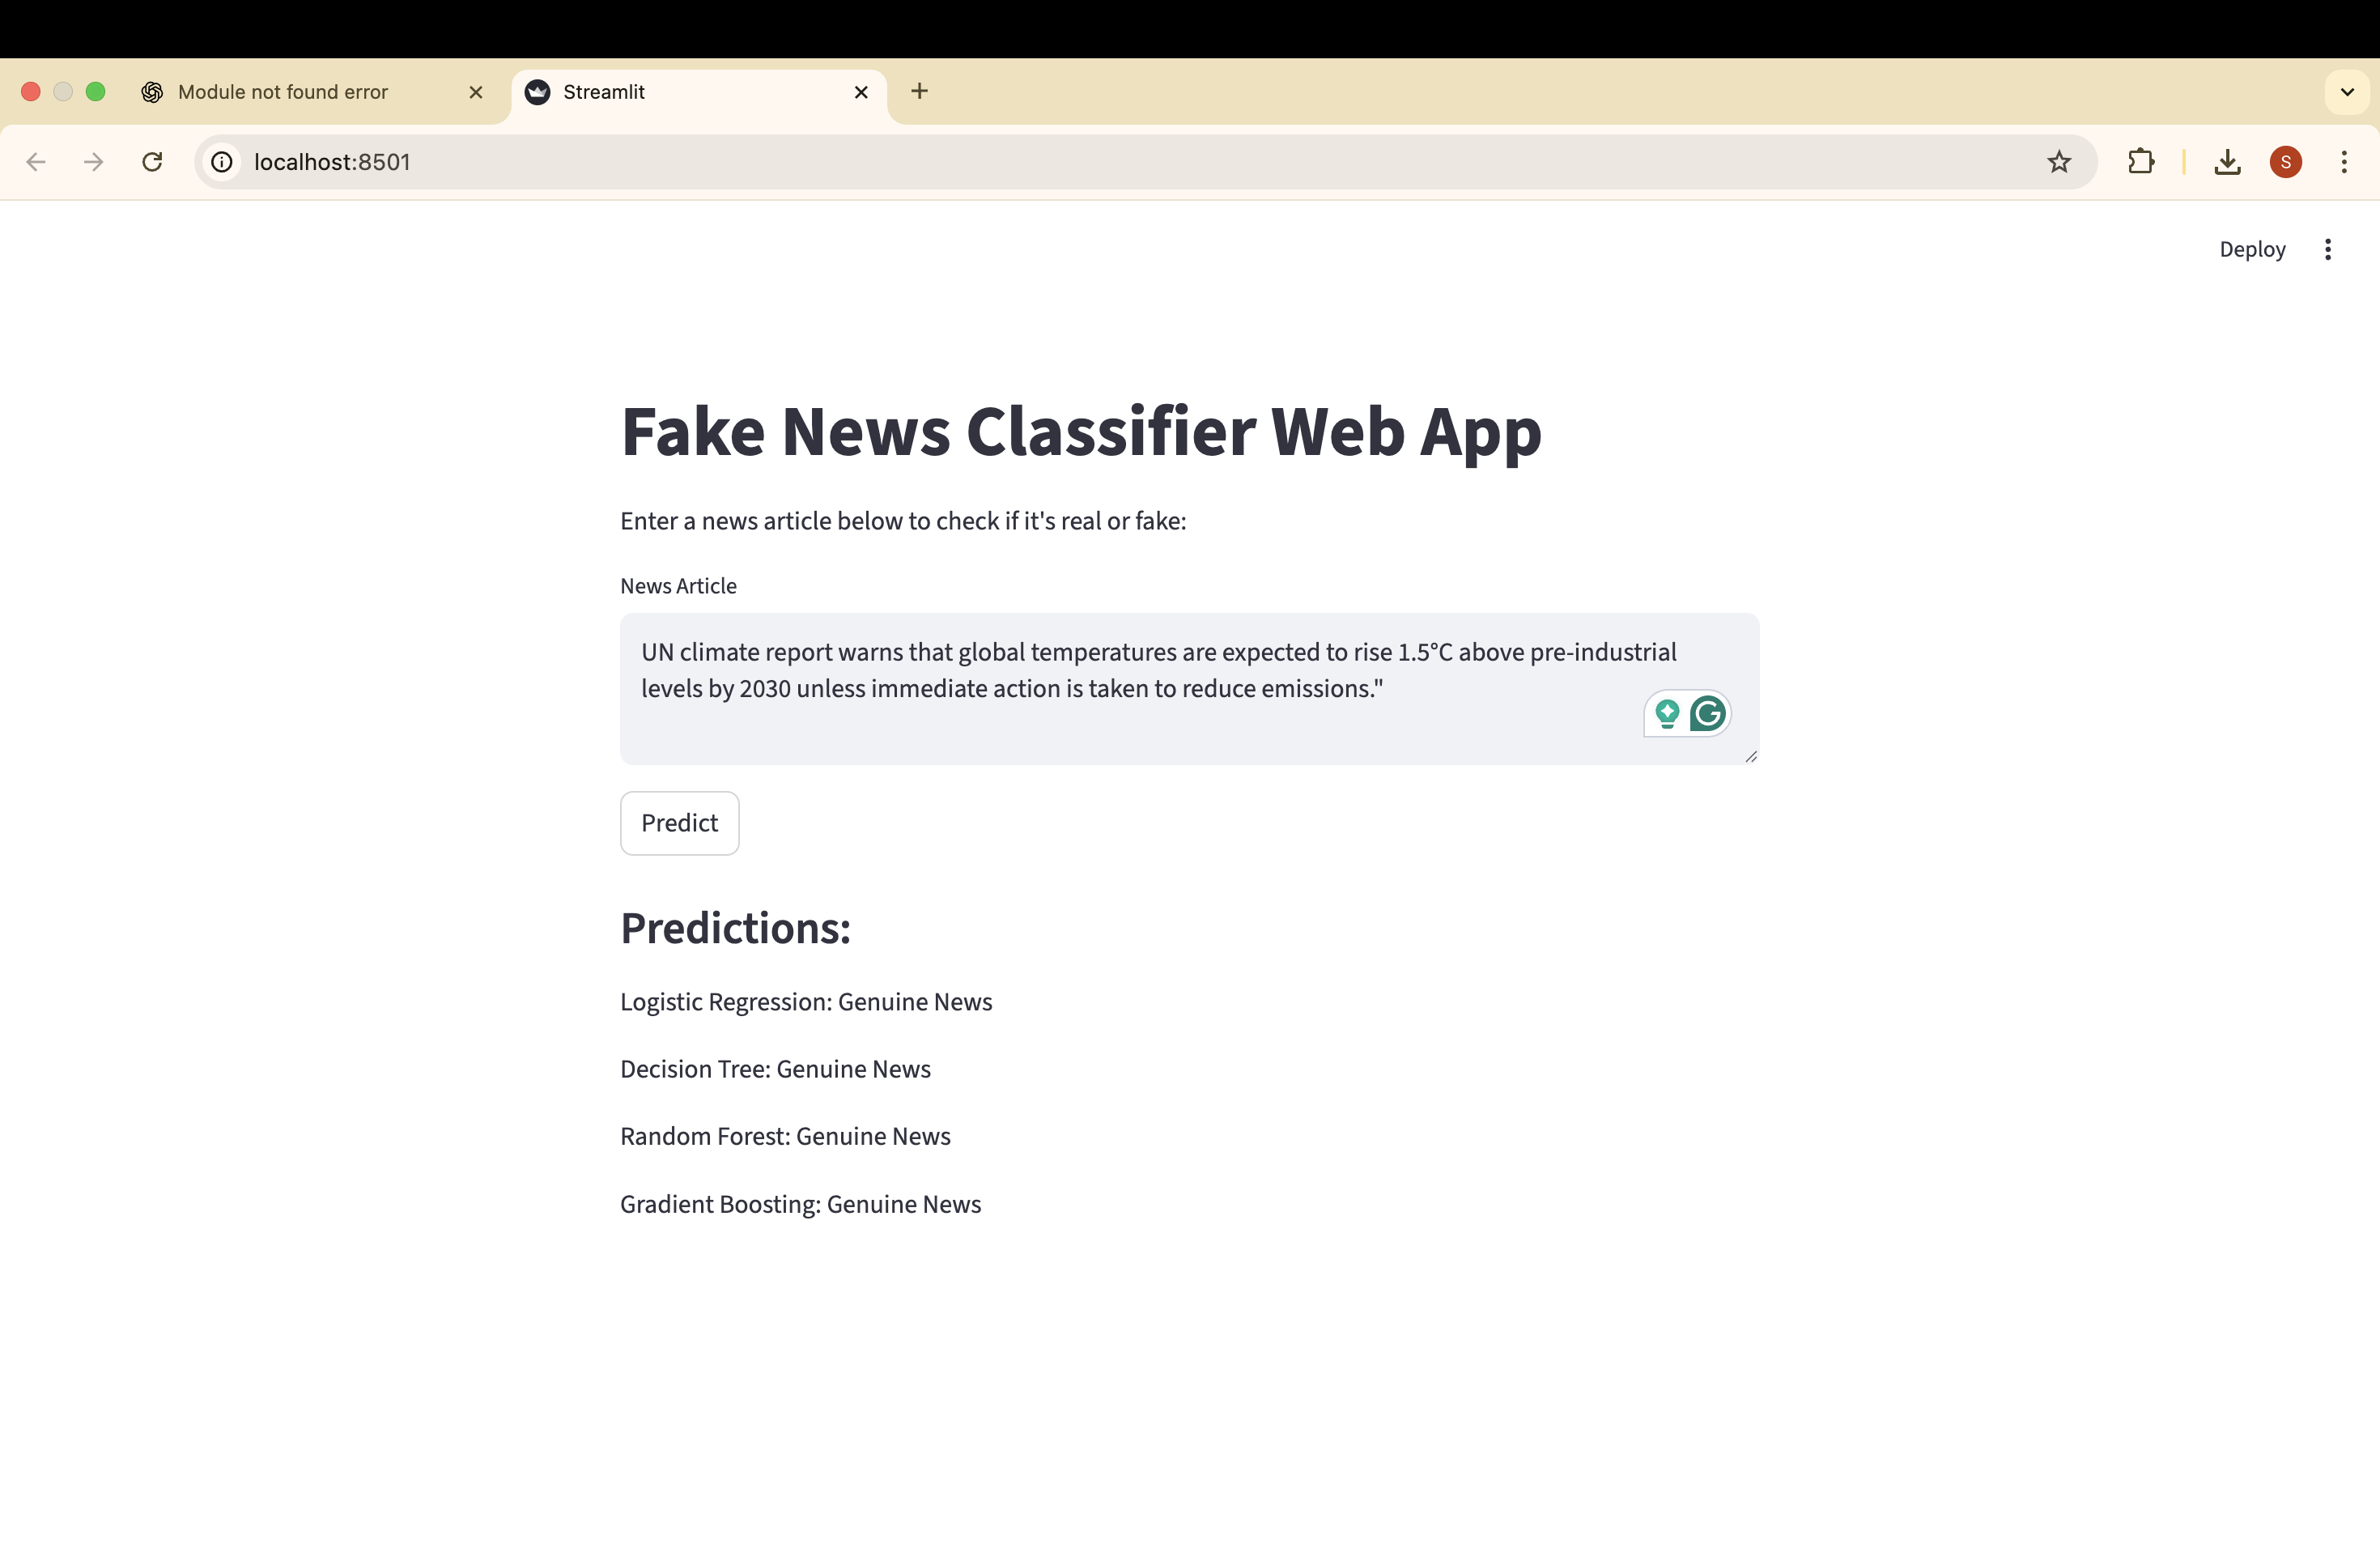 Module not found error
Streamlit
localhost:8501
S
Deploy
Fake News Classifier Web App
Enter a news article below to check if it's real or fake:
News Article
UN climate report warns that global temperatures are expected to rise 1.5°C above pre-industrial
levels by 2030 unless immediate action is taken to reduce emissions."
Predict
Predictions:
Logistic Regression: Genuine News
Decision Tree: Genuine News
Random Forest: Genuine News
Gradient Boosting: Genuine News